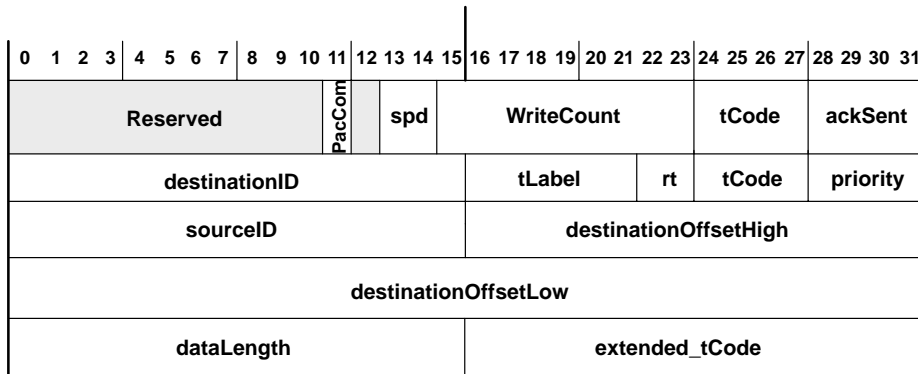 0 1 2 3 4 5 6 7 8 9 10 11 12 13 14 15 16 17 18 19 20 21 22 23 24 25 26 27 28 29 30 31
Reserved PacCom spd WriteCount tCode ackSent
destinationID tLabel rt tCode priority
sourceID destinationOffsetHigh
destinationOffsetLow
dataLength extended_tCode